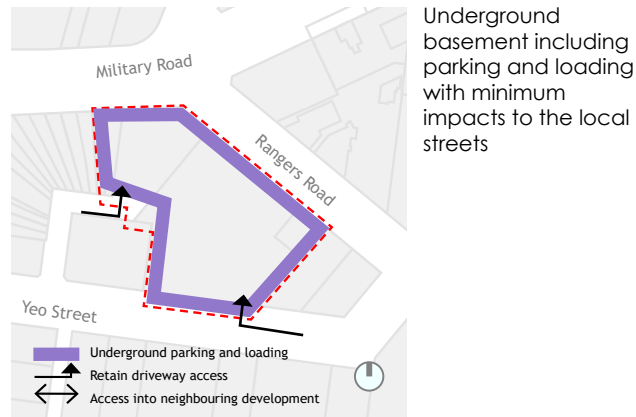 Underground
basement including
parking and loading
with minimum
impacts to the local
streets
Military Road
Rangers Road
Yeo Street
Underground parking and loading
Retain driveway access
Access into neighbouring development